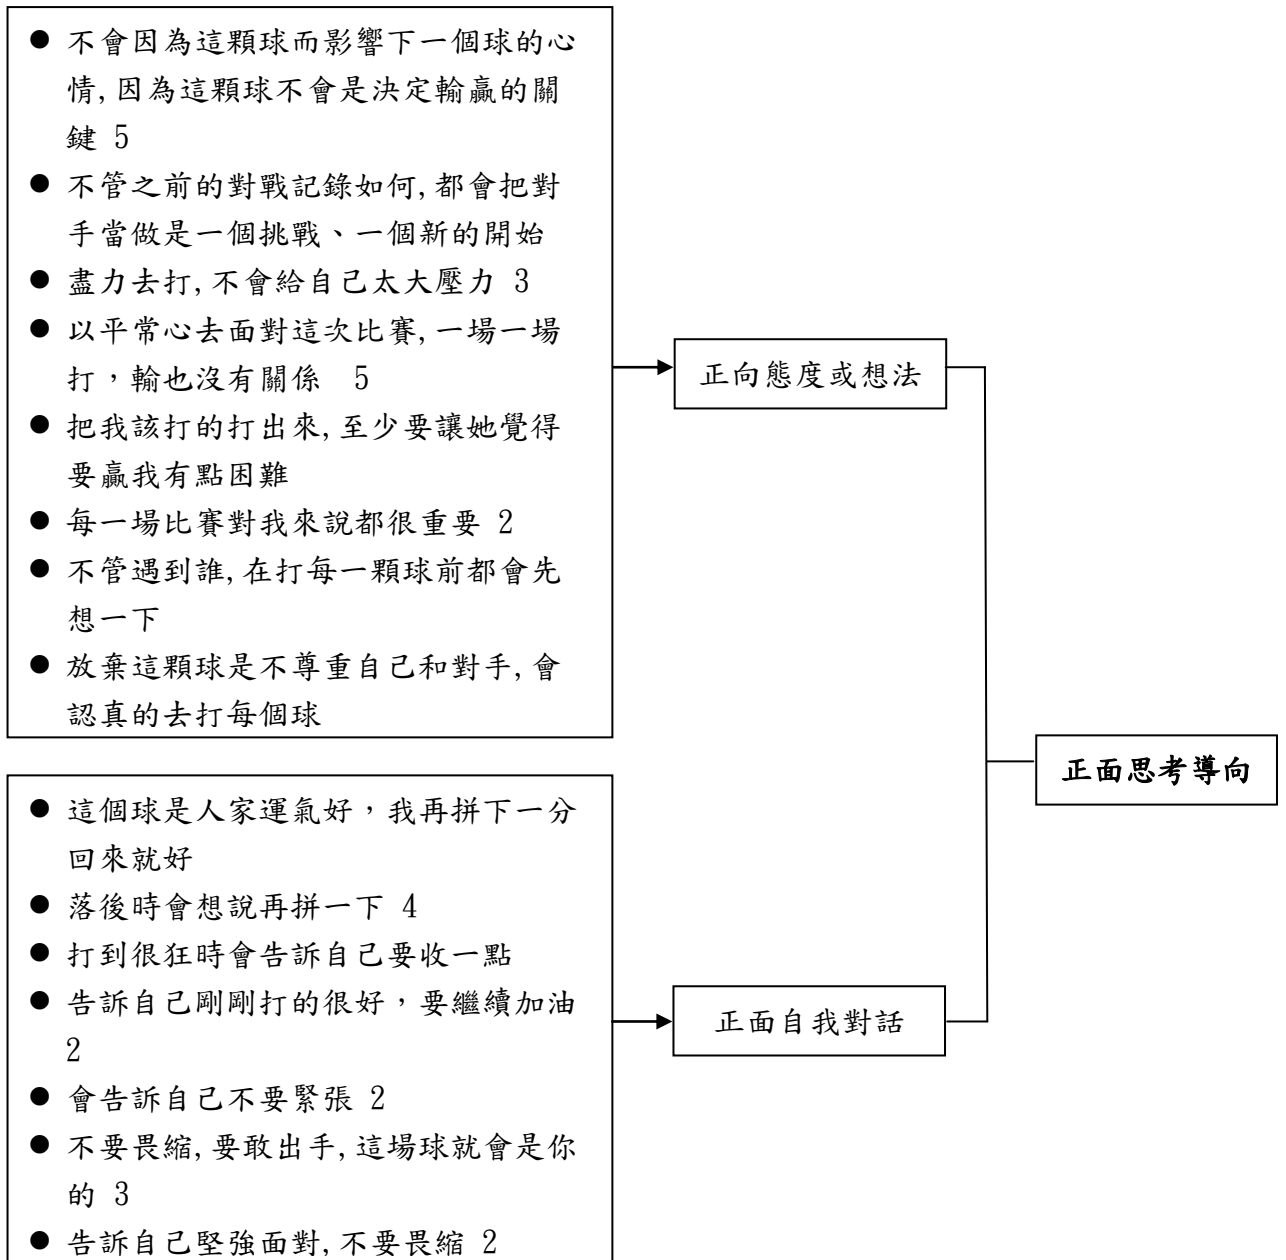 ● 不會因為這顆球而影響下一個球的心
情,因為這顆球不會是決定輸贏的關
鍵 5
● 不管之前的對戰記錄如何,都會把對
手當做是一個挑戰、一個新的開始
● 盡力去打,不會給自己太大壓力 3
● 以平常心去面對這次比賽,一場一場
打，輸也沒有關係 5
● 把我該打的打出來,至少要讓她覺得
要贏我有點困難
● 每一場比賽對我來說都很重要 2
● 不管遇到誰,在打每一顆球前都會先
想一下
● 放棄這顆球是不尊重自己和對手,會
認真的去打每個球
正向態度或想法
正面思考導向
● 這個球是人家運氣好，我再拼下一分
回來就好
● 落後時會想說再拼一下 4
● 打到很狂時會告訴自己要收一點
● 告訴自己剛剛打的很好，要繼續加油
2
● 會告訴自己不要緊張 2
● 不要畏縮,要敢出手,這場球就會是你
的 3
● 告訴自己堅強面對,不要畏縮 2
正面自我對話